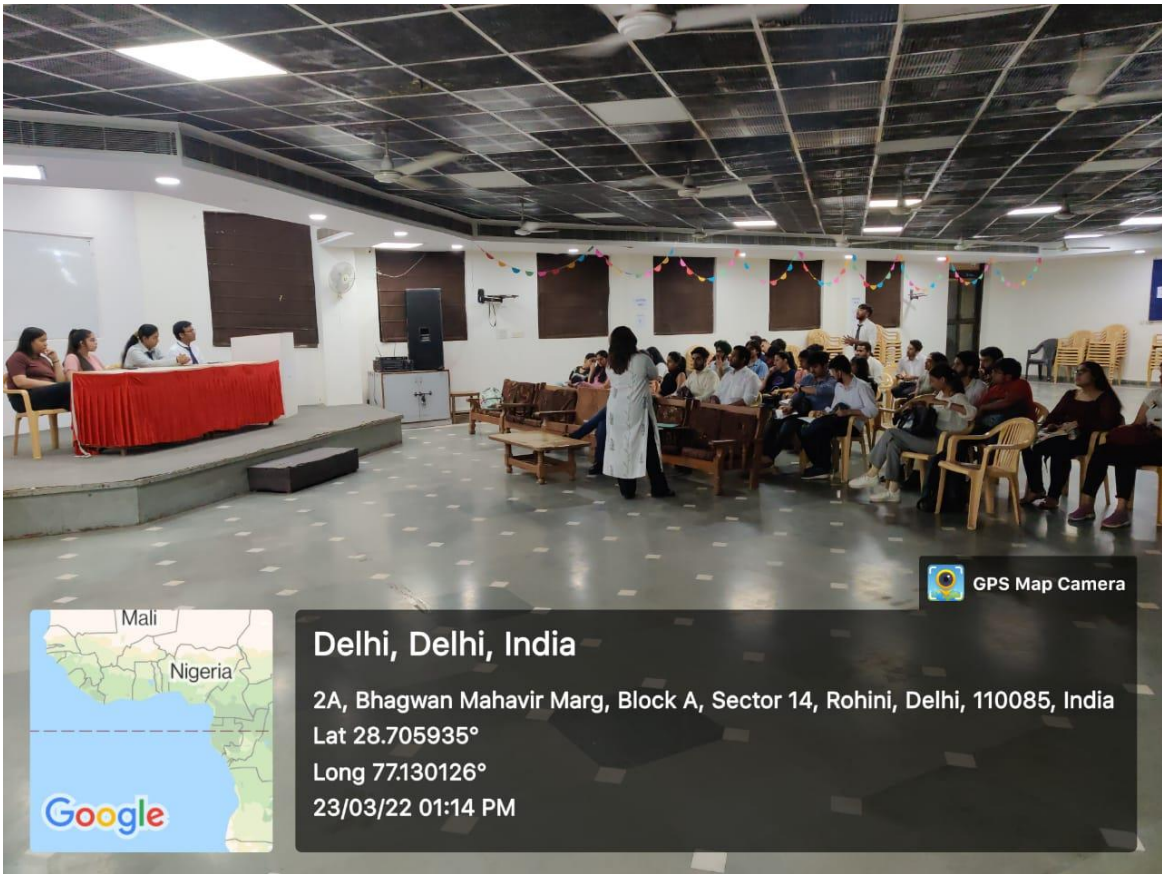 GPS Map Camera
Mali
Nigeria
Google
Delhi, Delhi, India
2A, Bhagwan Mahavir Marg, Block A, Sector 14, Rohini, Delhi, 110085, India
Lat 28.705935°
Long 77.130126°
23/03/22 01:14 PM